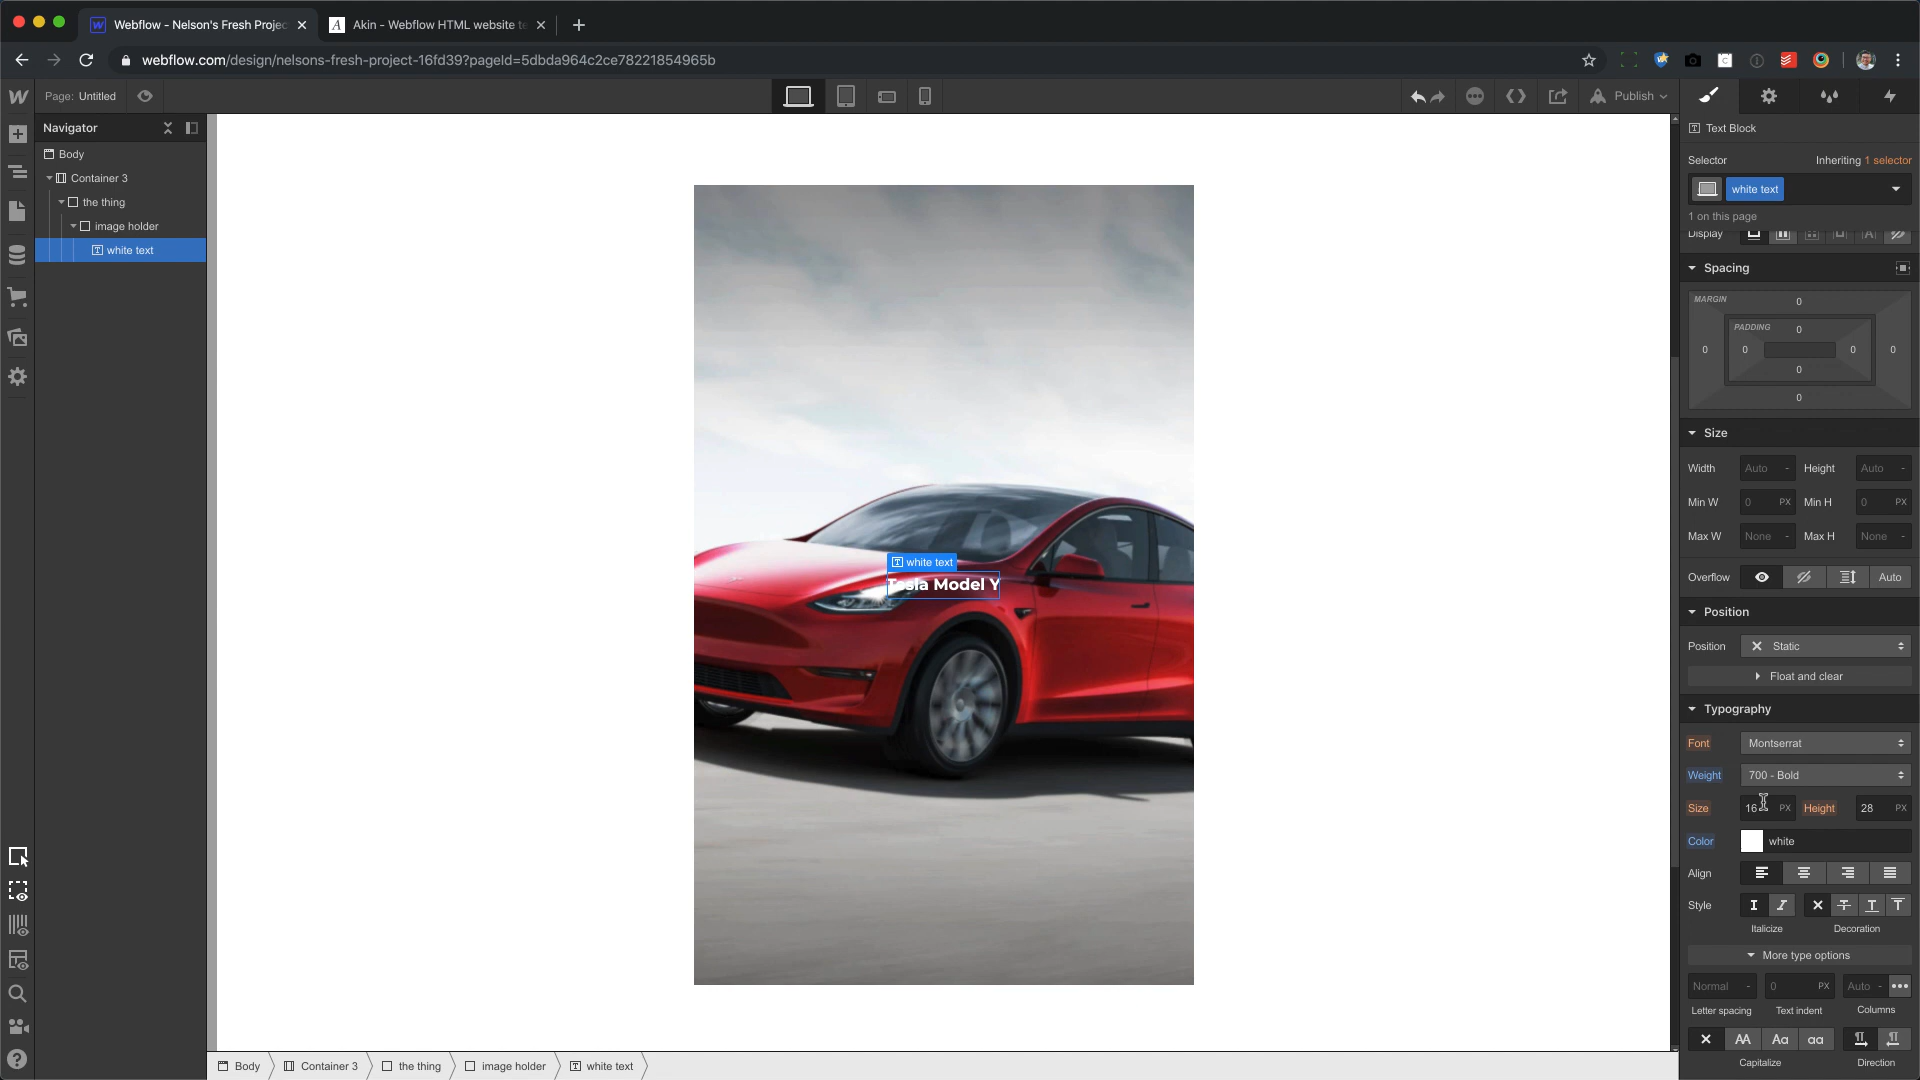 Webflow - Nelson's Fresh Projec
Akin - Webflow HTML website te
webflow.com/design/nelsons-fresh-project-16fd39?pageId=5dbda964c2ce78221854965b
Page: Untitled
Publish
Navigator
Body
Container 3
the thing
image holder
white text
white text
Tesla Model Y
Text Block
Selector
Inheriting 1 selector
white text
1 on this page
Display
Spacing
MARGIN
0
PADDING
0
0 0 0 0
0
0
Size
Width Auto - Height Auto -
Min W 0 PX Min H 0 PX
Max W None - Max H None -
Overflow Auto
Position
Position Static
Float and clear
Typography
Font Montserrat
Weight 700 - Bold
Size 16 PX Height 28 PX
Color white
Align
Style
Italicize Decoration
More type options
Normal - 0 PX Auto -
Letter spacing Text indent Columns
AA Aa aa
Capitalize Direction
Body Container 3 the thing image holder white text